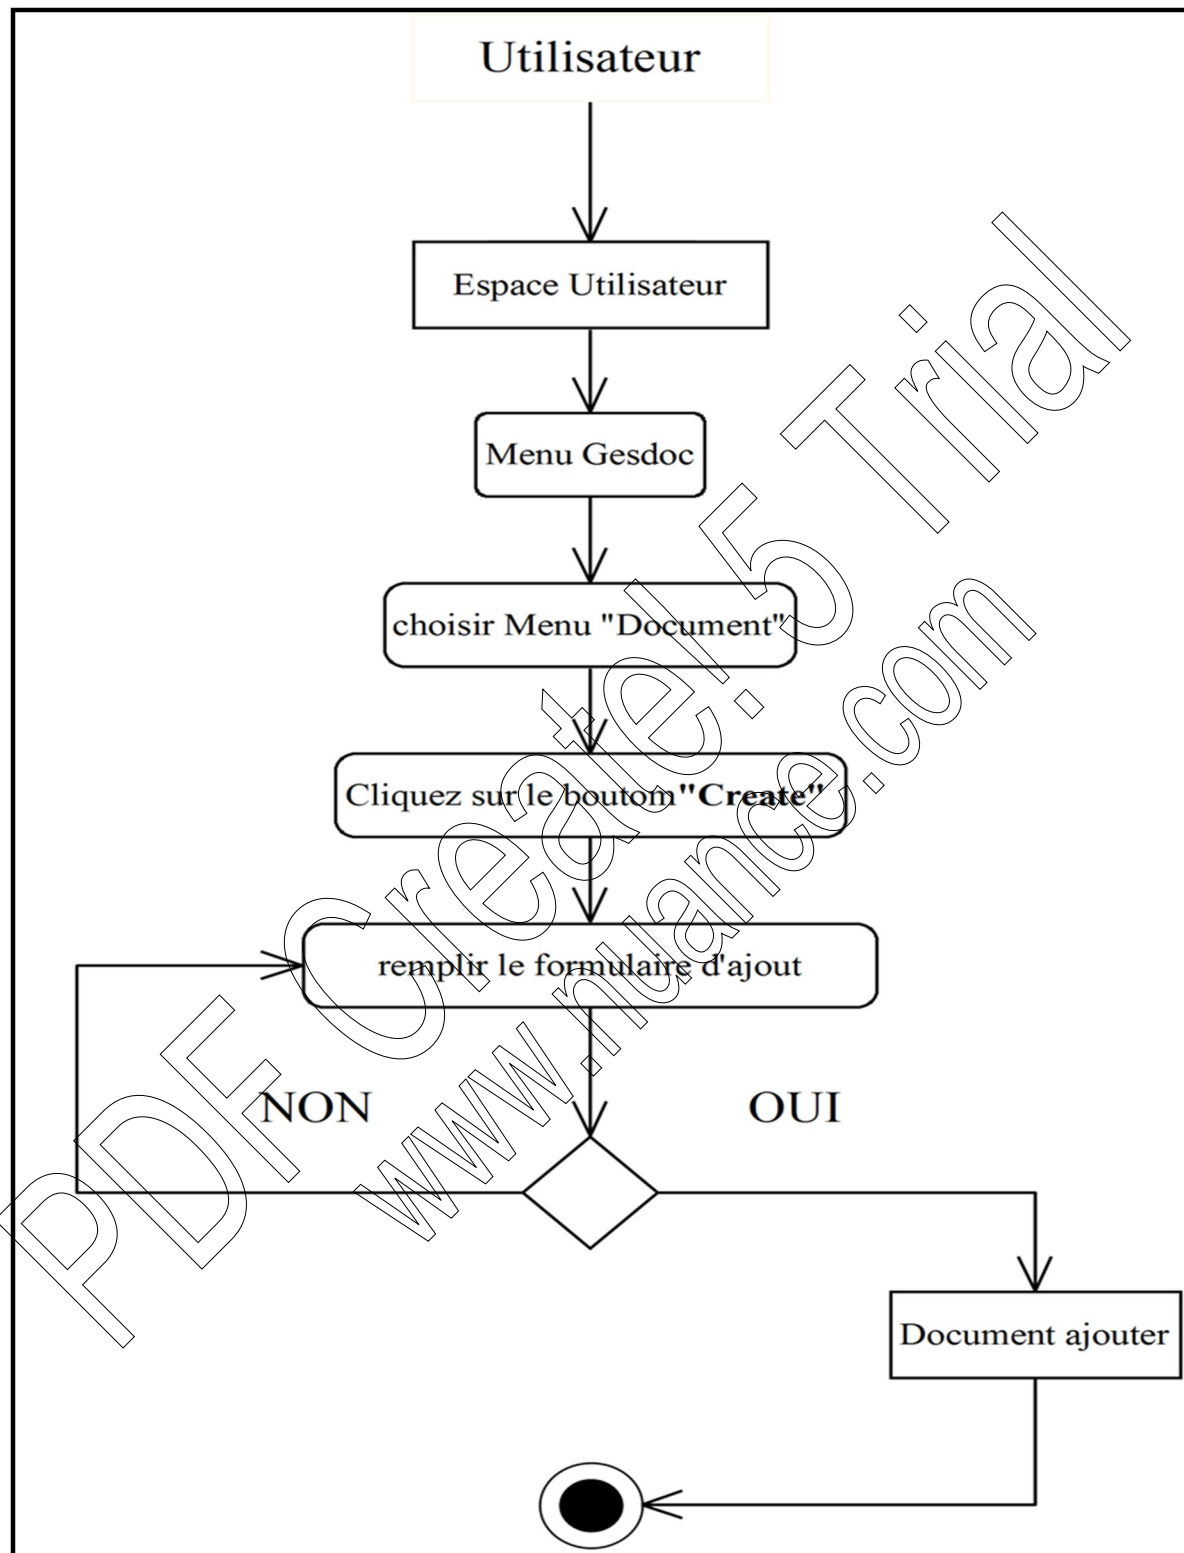 Utilisateur
Espace Utilisateur
Menu Gesdoc
choisir Menu "Document"
Cliquez sur le boutom"Create"
remplir le formulaire d'ajout
NON
OUI
Document ajouter
PDF Create! 5 Trial
www.nuance.com